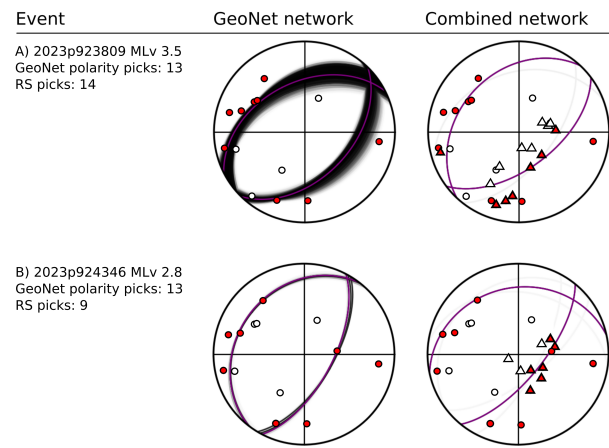 Event GeoNet network Combined network
A) 2023p923809 MLv 3.5
GeoNet polarity picks: 13
RS picks: 14
B) 2023p924346 MLv 2.8
GeoNet polarity picks: 13
RS picks: 9